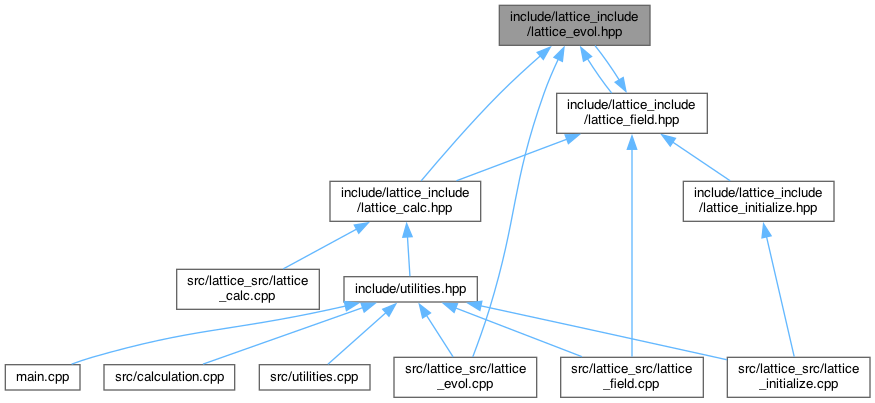 include/lattice_include
/lattice_evol.hpp
include/lattice_include
/lattice_field.hpp
include/lattice_include
/lattice_calc.hpp
include/lattice_include
/lattice_initialize.hpp
src/lattice_src/lattice
_calc.cpp
include/utilities.hpp
main.cpp
src/calculation.cpp
src/utilities.cpp
src/lattice_src/lattice
_evol.cpp
src/lattice_src/lattice
_field.cpp
src/lattice_src/lattice
_initialize.cpp